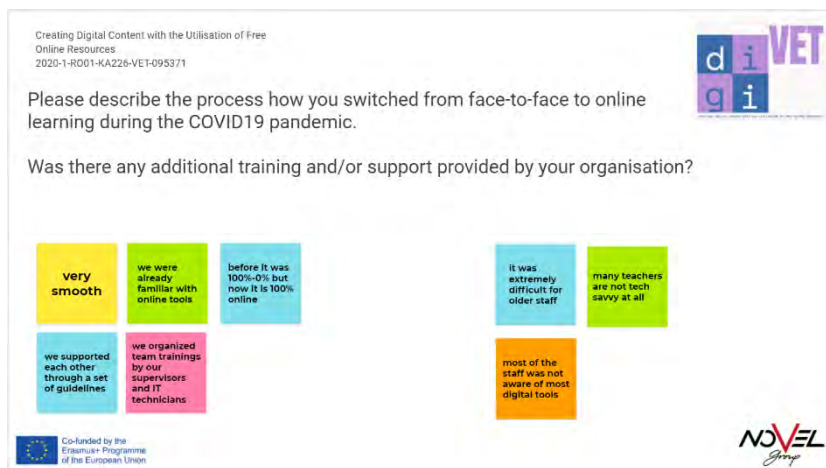 Creating Digital Content with the Utilisation of Free
Online Resources
2020-1-RO01-KA226-VET-095371
di VET
gi
Please describe the process how you switched from face-to-face to online
learning during the COVID19 pandemic.
Was there any additional training and/or support provided by your organisation?
very
smooth
we were
already
familiar with
online tools
before it was
100%-0% but
now it is 100%
online
it was
extremely
difficult for
older staff
many teachers
are not tech
savvy at all
we supported
each other
through a set
of guidelines
we organized
team trainings
by our
supervisors
and IT
technicians
most of the
staff was not
aware of most
digital tools
Co-funded by the
Erasmus+ Programme
of the European Union
NOVEL
Group